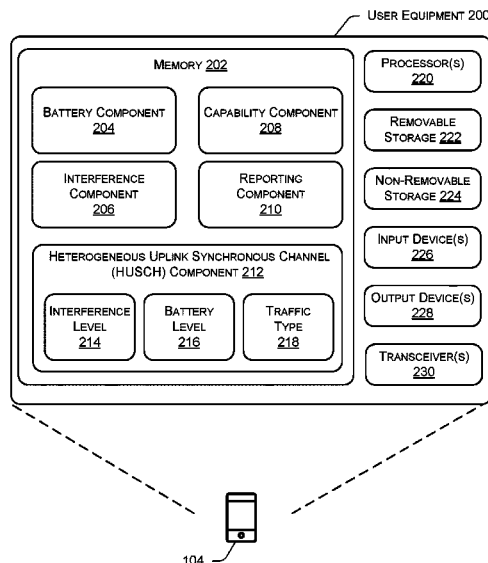 USER EQUIPMENT 200
MEMORY 202
BATTERY COMPONENT
204
CAPABILITY COMPONENT
208
INTERFERENCE
COMPONENT
206
REPORTING
COMPONENT
210
HETEROGENEOUS UPLINK SYNCHRONOUS CHANNEL
(HUSCH) COMPONENT 212
INTERFERENCE
LEVEL
214
BATTERY
LEVEL
216
TRAFFIC
TYPE
218
PROCESSOR(S)
220
REMOVABLE
STORAGE 222
NON-REMOVABLE
STORAGE 224
INPUT DEVICE(S)
226
OUTPUT DEVICE(S)
228
TRANSCEIVER(S)
230
104